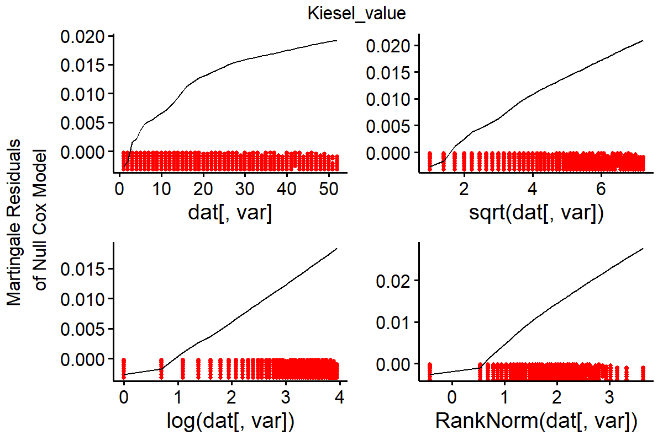 Kiesel_value
Martingale Residuals
of Null Cox Model
0.020
0.015
0.010
0.005
0.000
0 10 20 30 40 50
dat[, var]
0.020
0.015
0.010
0.005
0.000
2 4 6
sqrt(dat[, var])
0.015
0.010
0.005
0.000
0 1 2 3 4
log(dat[, var])
0.02
0.01
0.00
0 1 2 3
RankNorm(dat[, var])